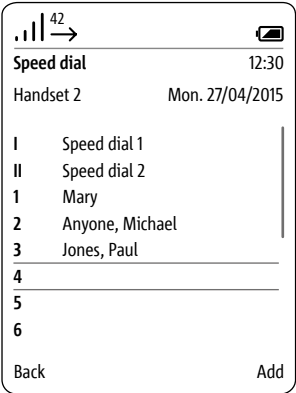 42
Speed dial 12:30
Handset 2 Mon. 27/04/2015
I Speed dial 1
II Speed dial 2
1 Mary
2 Anyone, Michael
3 Jones, Paul
4
5
6
Back Add